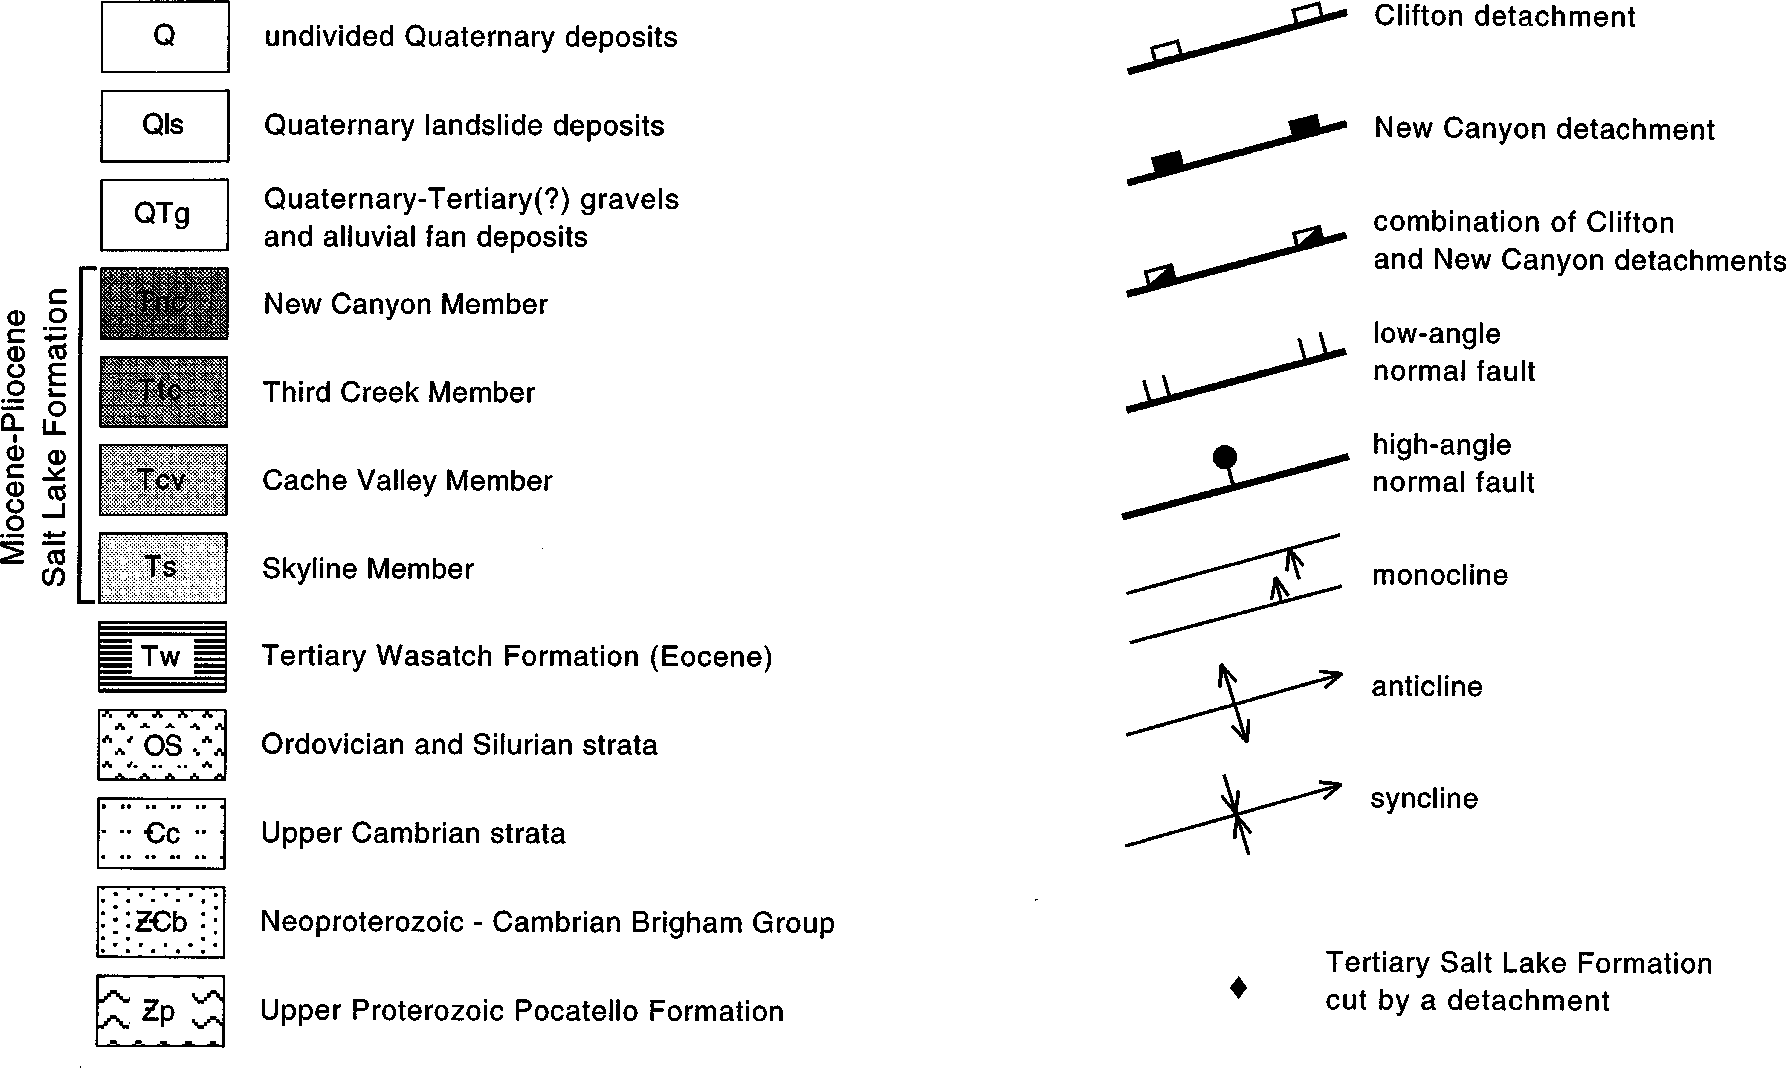 Q
undivided Quaternary deposits
Qls
Quaternary landslide deposits
QTg
Quaternary-Tertiary(?) gravels
and alluvial fan deposits
Miocene-Pliocene
Salt Lake Formation
Tnc
New Canyon Member
Ttc
Third Creek Member
Tcv
Cache Valley Member
Ts
Skyline Member
Tw
Tertiary Wasatch Formation (Eocene)
OS
Ordovician and Silurian strata
Ꞓc
Upper Cambrian strata
ƵꞒb
Neoproterozoic - Cambrian Brigham Group
Ƶp
Upper Proterozoic Pocatello Formation
Clifton detachment
New Canyon detachment
combination of Clifton
and New Canyon detachments
low-angle
normal fault
high-angle
normal fault
monocline
anticline
syncline
Tertiary Salt Lake Formation
cut by a detachment